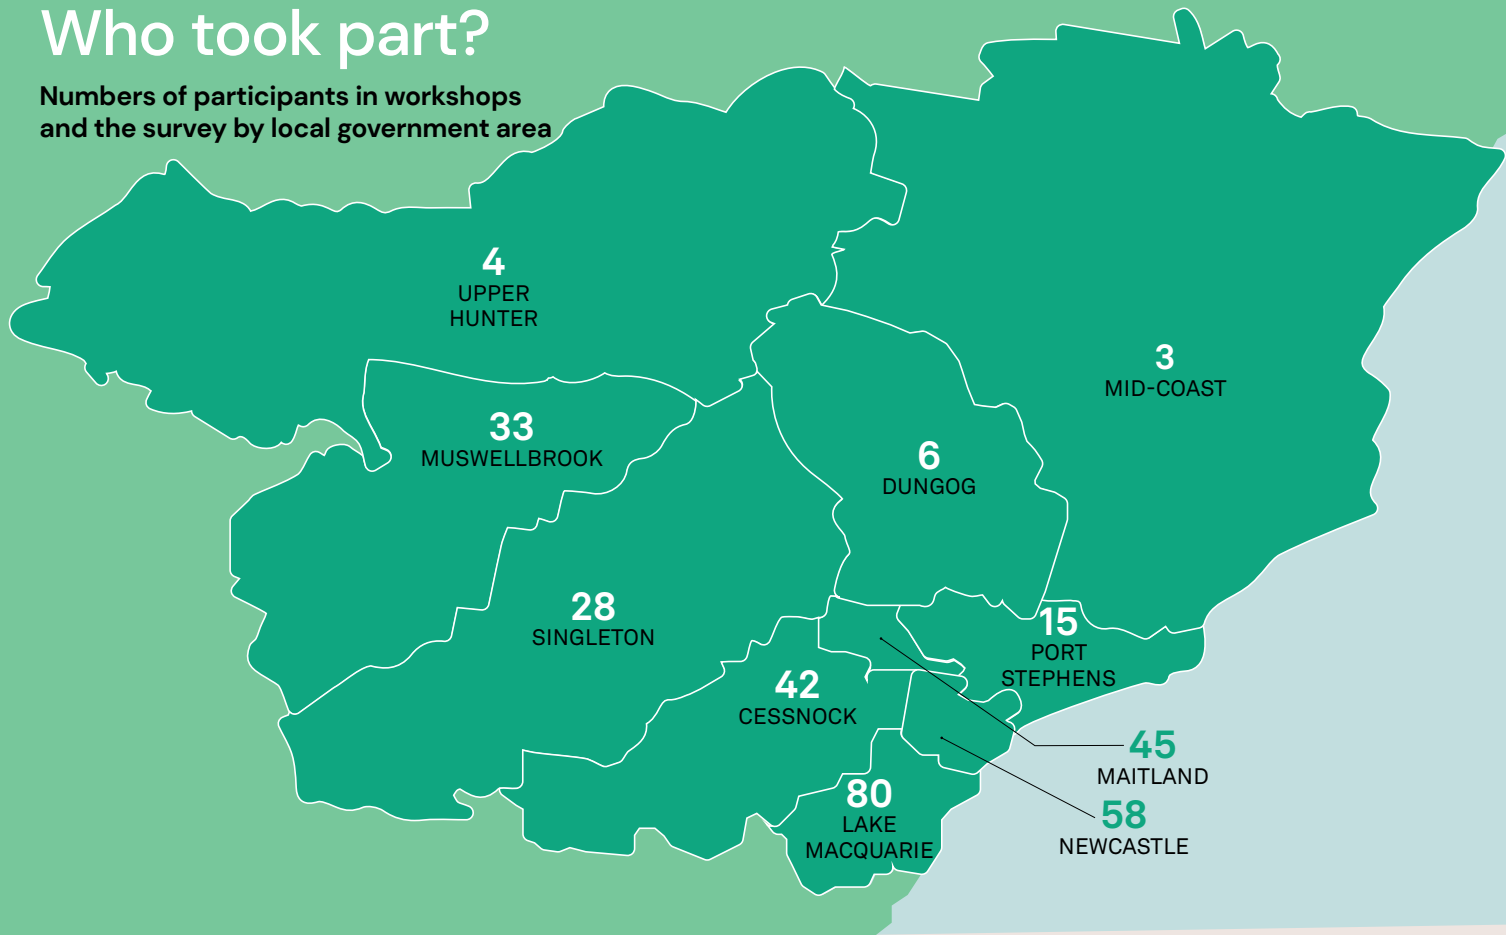 Who took part?
Numbers of participants in workshops
and the survey by local government area
4
UPPER
HUNTER
3
MID-COAST
33
MUSWELLBROOK
6
DUNGOG
28
SINGLETON
15
PORT
STEPHENS
42
CESSNOCK
45
MAITLAND
80
LAKE
MACQUARIE
58
NEWCASTLE